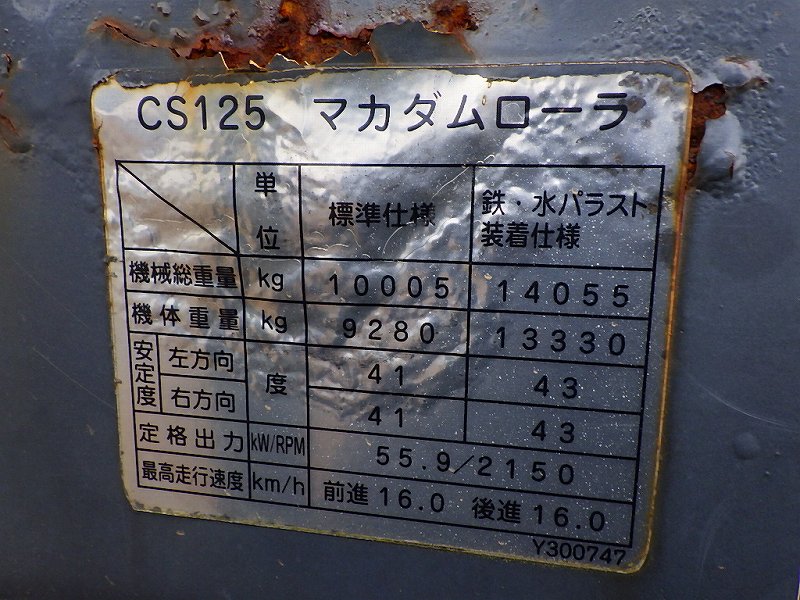 CS125 マカダムローラ
単位 標準仕様 鉄・水バラスト装着仕様
機械総重量 kg 10005 14055
機体重量 kg 9280 13330
安定度 左方向 度 41 43
右方向 41 43
定格出力 kW/RPM 55.9/2150
最高走行速度 km/h 前進16.0 後進16.0
Y300747